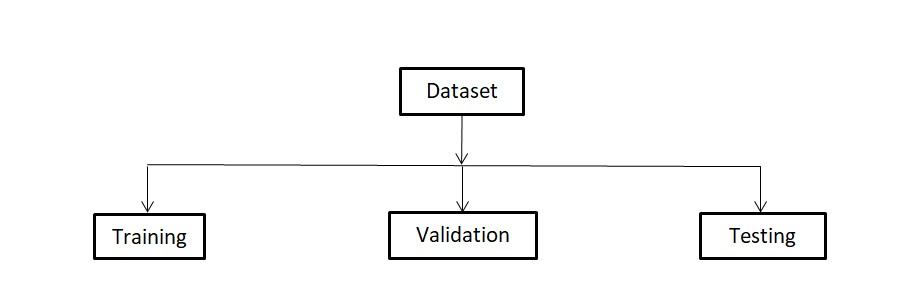 Dataset
Training
Validation
Testing